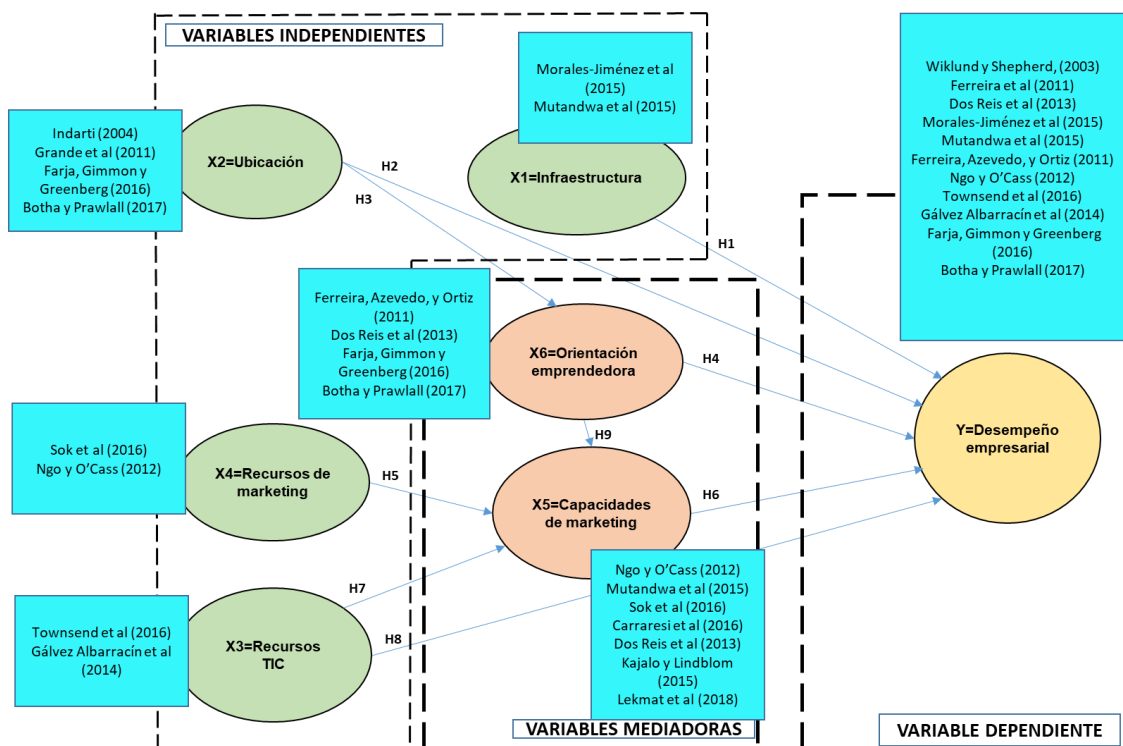 VARIABLES INDEPENDIENTES
Morales-Jiménez et al
(2015)
Mutandwa et al (2015)
Wiklund y Shepherd, (2003)
Ferreira et al (2011)
Dos Reis et al (2013)
Morales-Jiménez et al (2015)
Mutandwa et al (2015)
Ferreira, Azevedo, y Ortiz (2011)
Ngo y O’Cass (2012)
Townsend et al (2016)
Gálvez Albarracín et al (2014)
Farja, Gimmon y Greenberg
(2016)
Botha y Prawlall (2017)
Indarti (2004)
Grande et al (2011)
Farja, Gimmon y
Greenberg (2016)
Botha y Prawlall (2017)
X2=Ubicación
H2
H3
X1=Infraestructura
H1
Ferreira, Azevedo, y Ortiz
(2011)
Dos Reis et al (2013)
Farja, Gimmon y
Greenberg (2016)
Botha y Prawlall (2017)
X6=Orientación
emprendedora
H4
H9
Y=Desempeño
empresarial
Sok et al (2016)
Ngo y O’Cass (2012)
X4=Recursos de
marketing
H5
X5=Capacidades
de marketing
H6
Townsend et al (2016)
Gálvez Albarracín et al
(2014)
X3=Recursos
TIC
H7
H8
Ngo y O’Cass (2012)
Mutandwa et al (2015)
Sok et al (2016)
Carraresi et al (2016)
Dos Reis et al (2013)
Kajalo y Lindblom
(2015)
Lekmat et al (2018)
VARIABLES MEDIADORAS
VARIABLE DEPENDIENTE